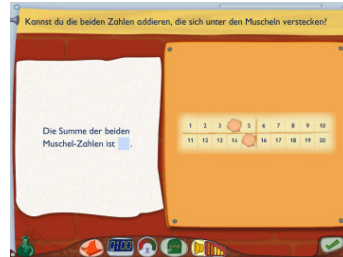 Kannst du die beiden Zahlen addieren, die sich unter den Muscheln verstecken?
Die Summe der beiden
Muschel-Zahlen ist .
1 2 3 5 6 7 8 9 10
11 12 13 14 16 17 18 19 20